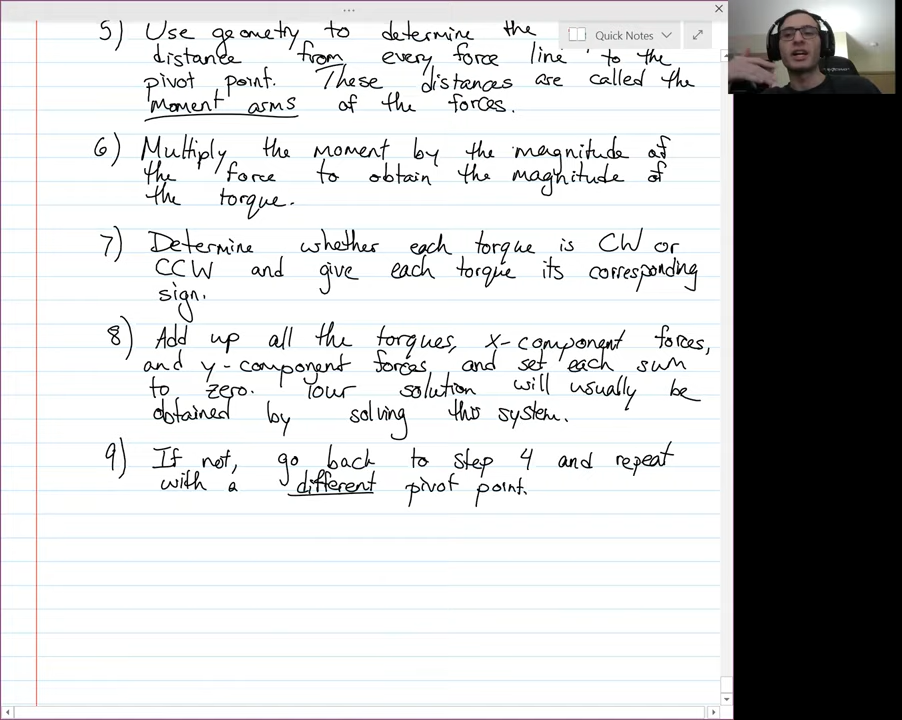 Quick Notes
5) Use geometry to determine the
distance from every force line to the
pivot point. These distances are called the
moment arms of the forces.
6) Multiply the moment by the magnitude of
the force to obtain the magnitude of
the torque.
7) Determine whether each torque is CW or
CCW and give each torque its corresponding
sign.
8) Add up all the torques, x-component forces,
and y-component forces, and set each sum
to zero. Your solution will usually be
obtained by solving this system.
9) If not, go back to step 4 and repeat
with a different pivot point.